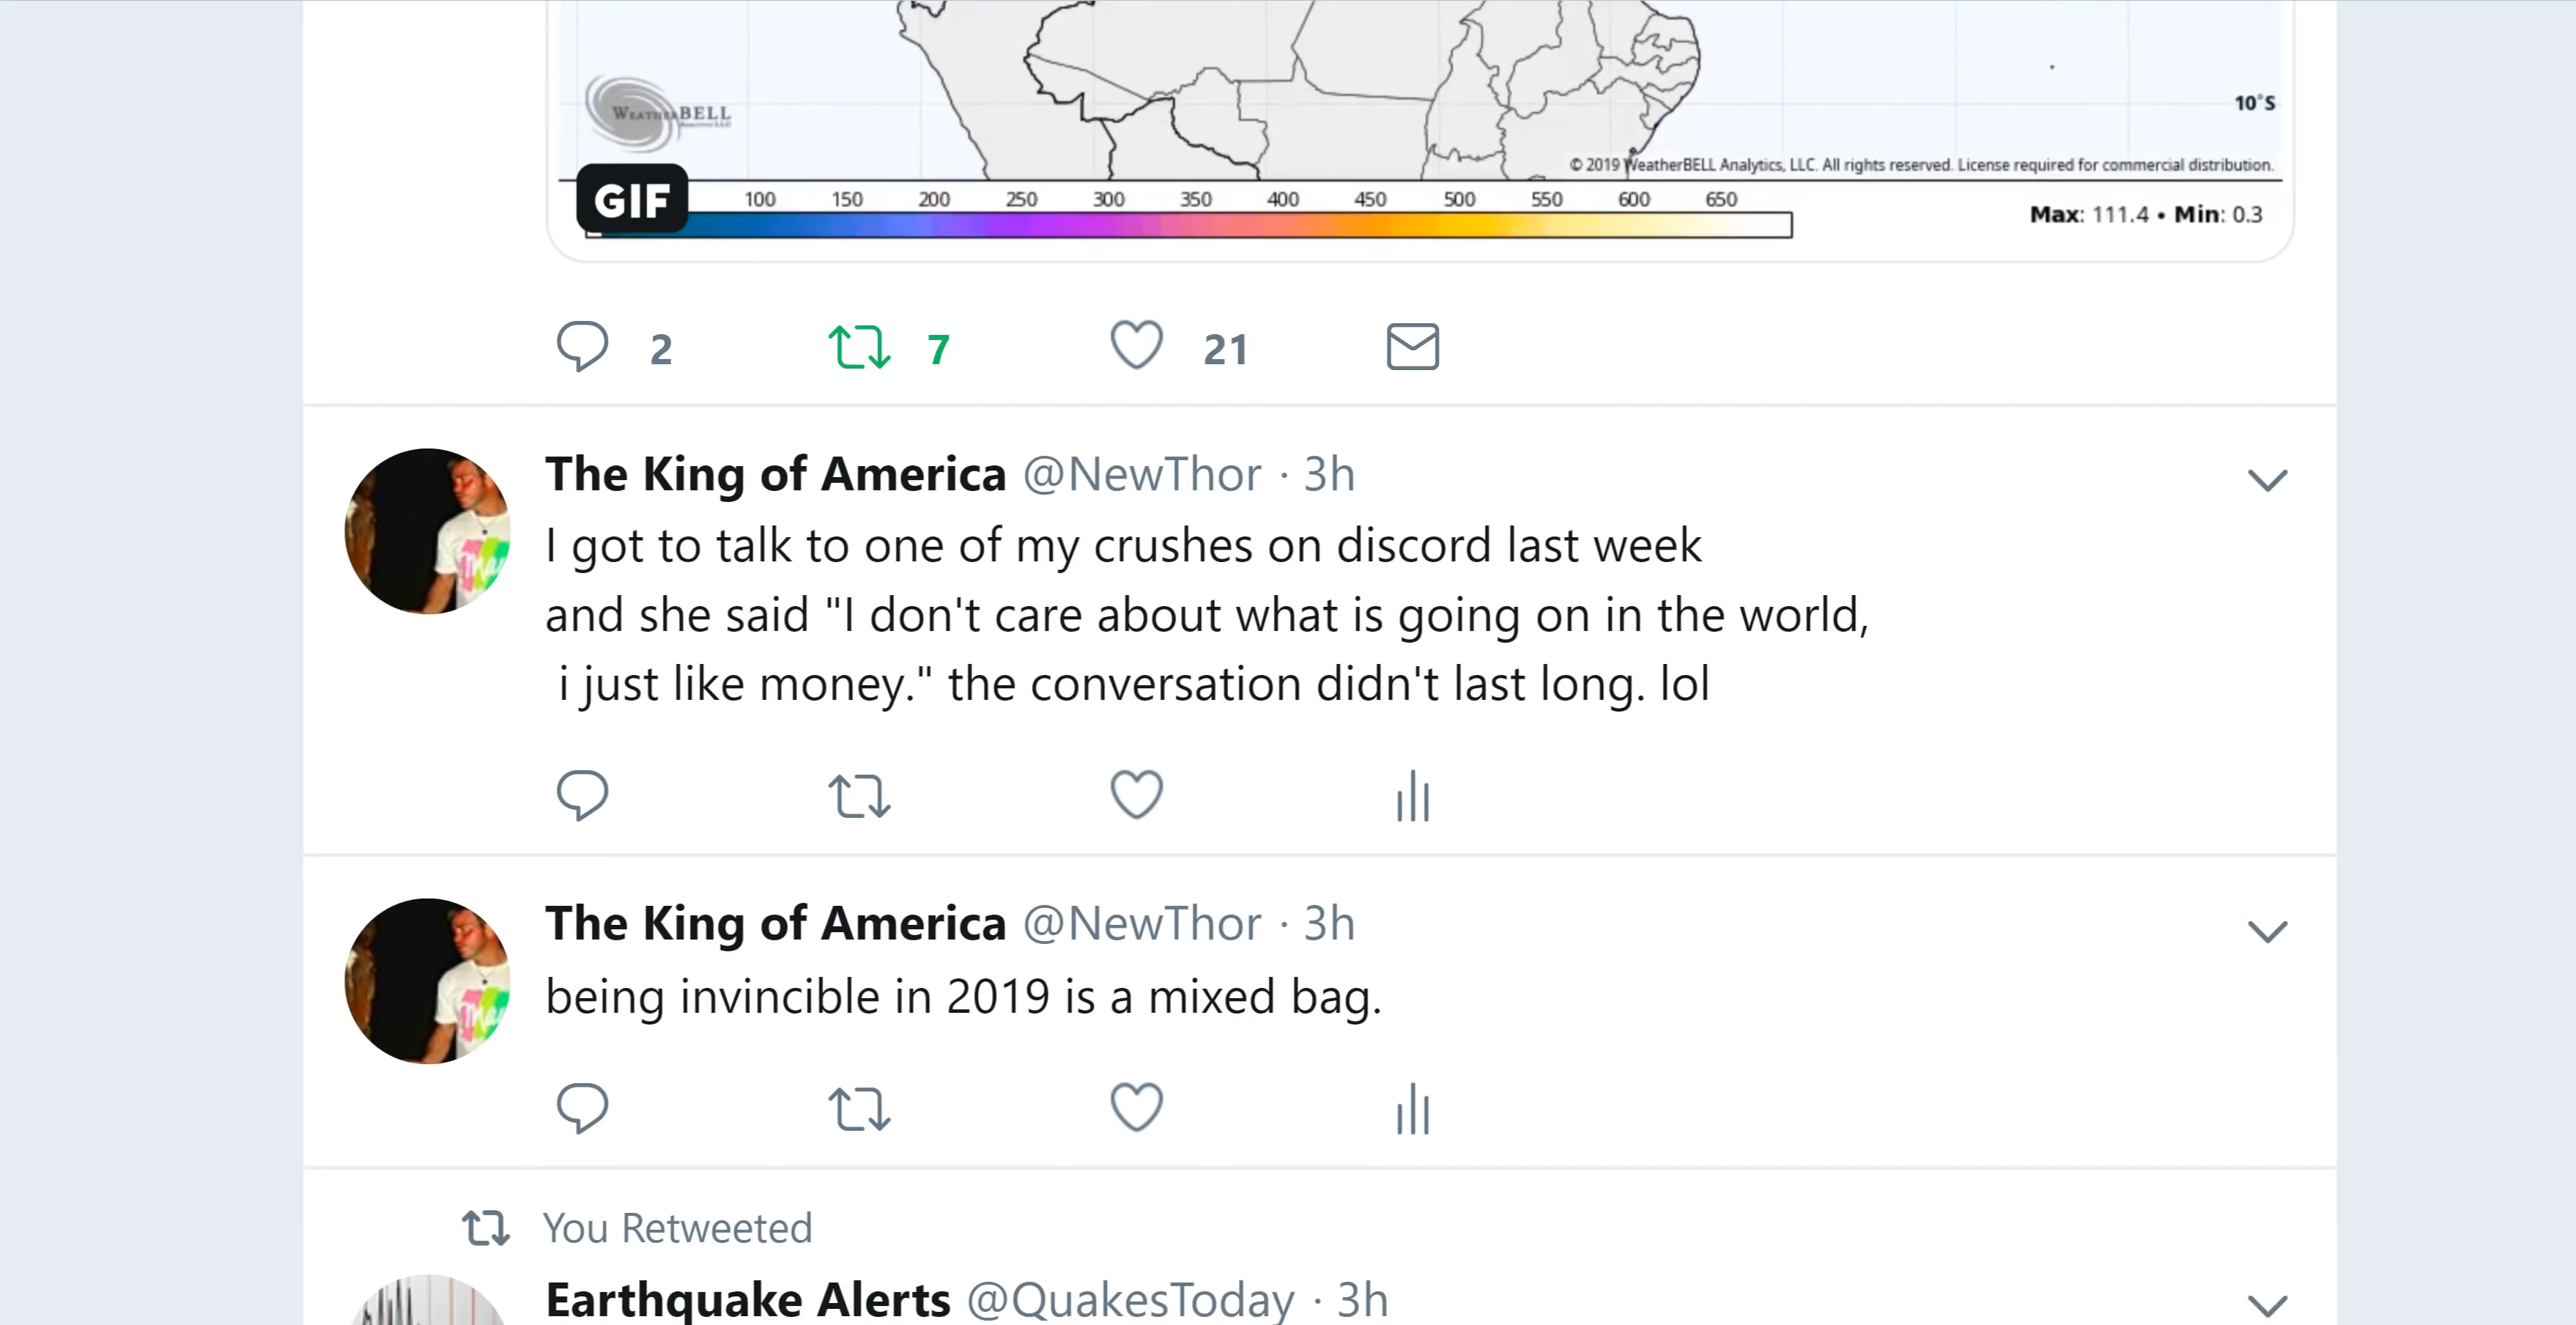 10°S
WEATHERBELL
© 2019 WeatherBELL Analytics, LLC. All rights reserved. License required for commercial distribution.
GIF
100 150 200 250 300 350 400 450 500 550 600 650
Max: 111.4 • Min: 0.3
2 7 21
The King of America @NewThor · 3h
I got to talk to one of my crushes on discord last week
and she said "I don't care about what is going on in the world,
i just like money." the conversation didn't last long. lol
The King of America @NewThor · 3h
being invincible in 2019 is a mixed bag.
You Retweeted
Earthquake Alerts @QuakesToday · 3h